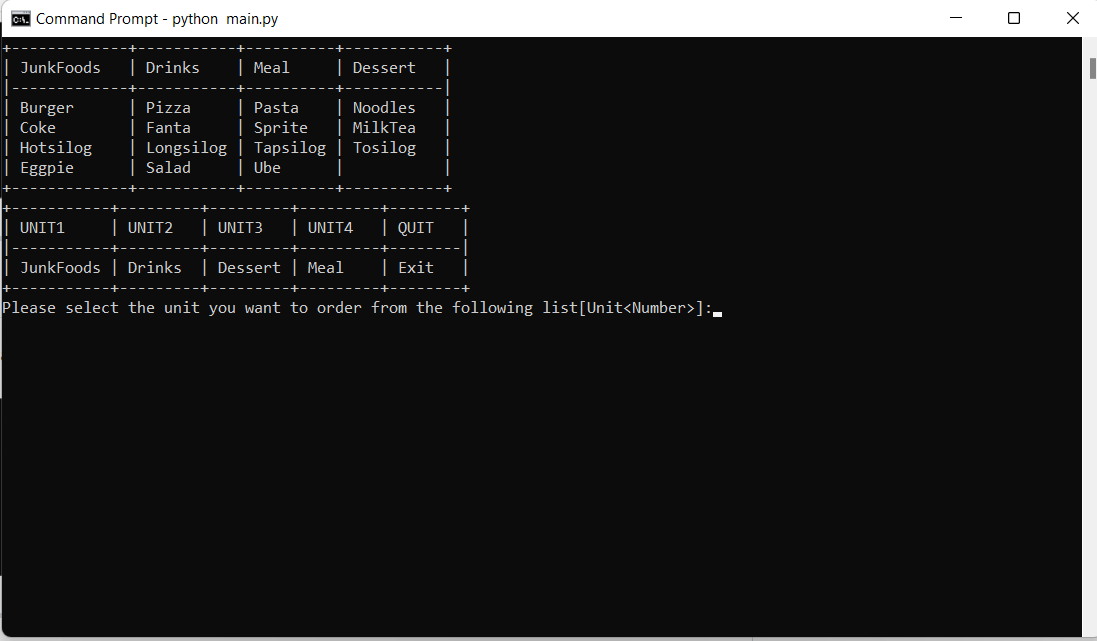 Command Prompt - python  main.py
+-------------+-----------+----------+-----------+
| JunkFoods   | Drinks    | Meal     | Dessert   |
|-------------+-----------+----------+-----------|
| Burger      | Pizza     | Pasta    | Noodles   |
| Coke        | Fanta     | Sprite   | MilkTea   |
| Hotsilog    | Longsilog | Tapsilog | Tosilog   |
| Eggpie      | Salad     | Ube      |           |
+-------------+-----------+----------+-----------+
+-----------+---------+---------+---------+--------+
| UNIT1     | UNIT2   | UNIT3   | UNIT4   | QUIT   |
|-----------+---------+---------+---------+--------|
| JunkFoods | Drinks  | Dessert | Meal    | Exit   |
+-----------+---------+---------+---------+--------+
Please select the unit you want to order from the following list[Unit<Number>]: